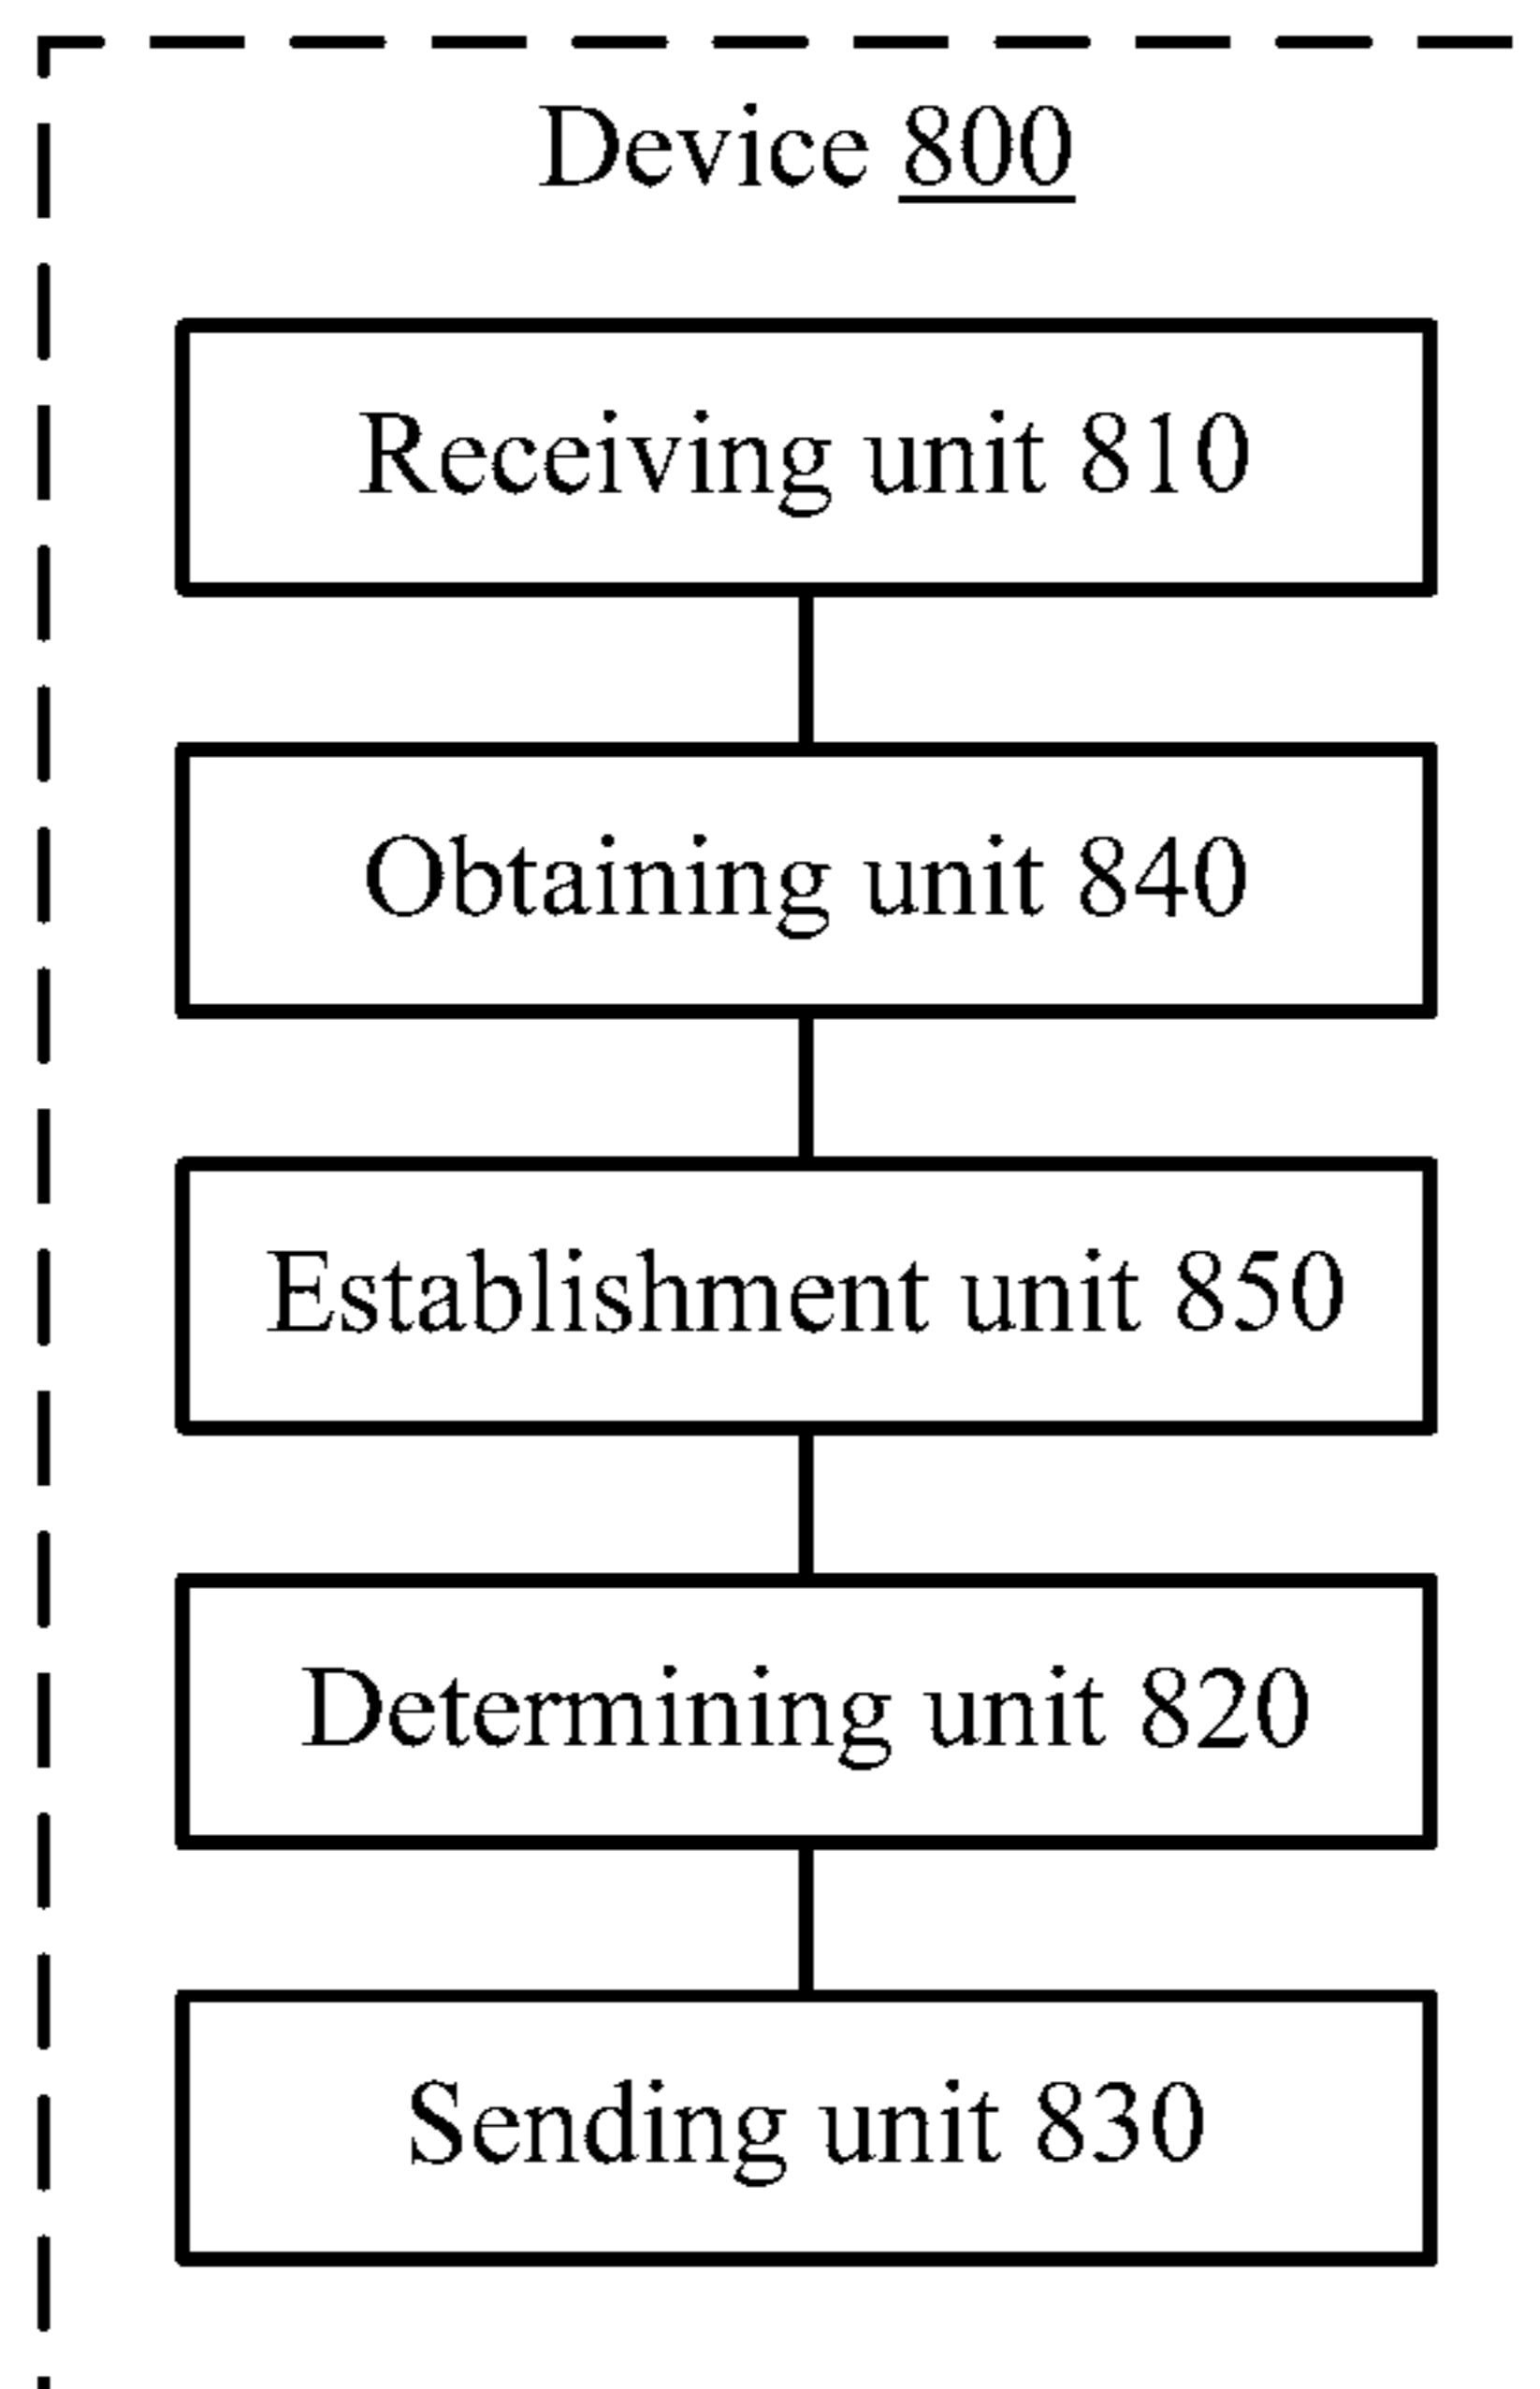 Device 800
Receiving unit 810
Obtaining unit 840
Establishment unit 850
Determining unit 820
Sending unit 830